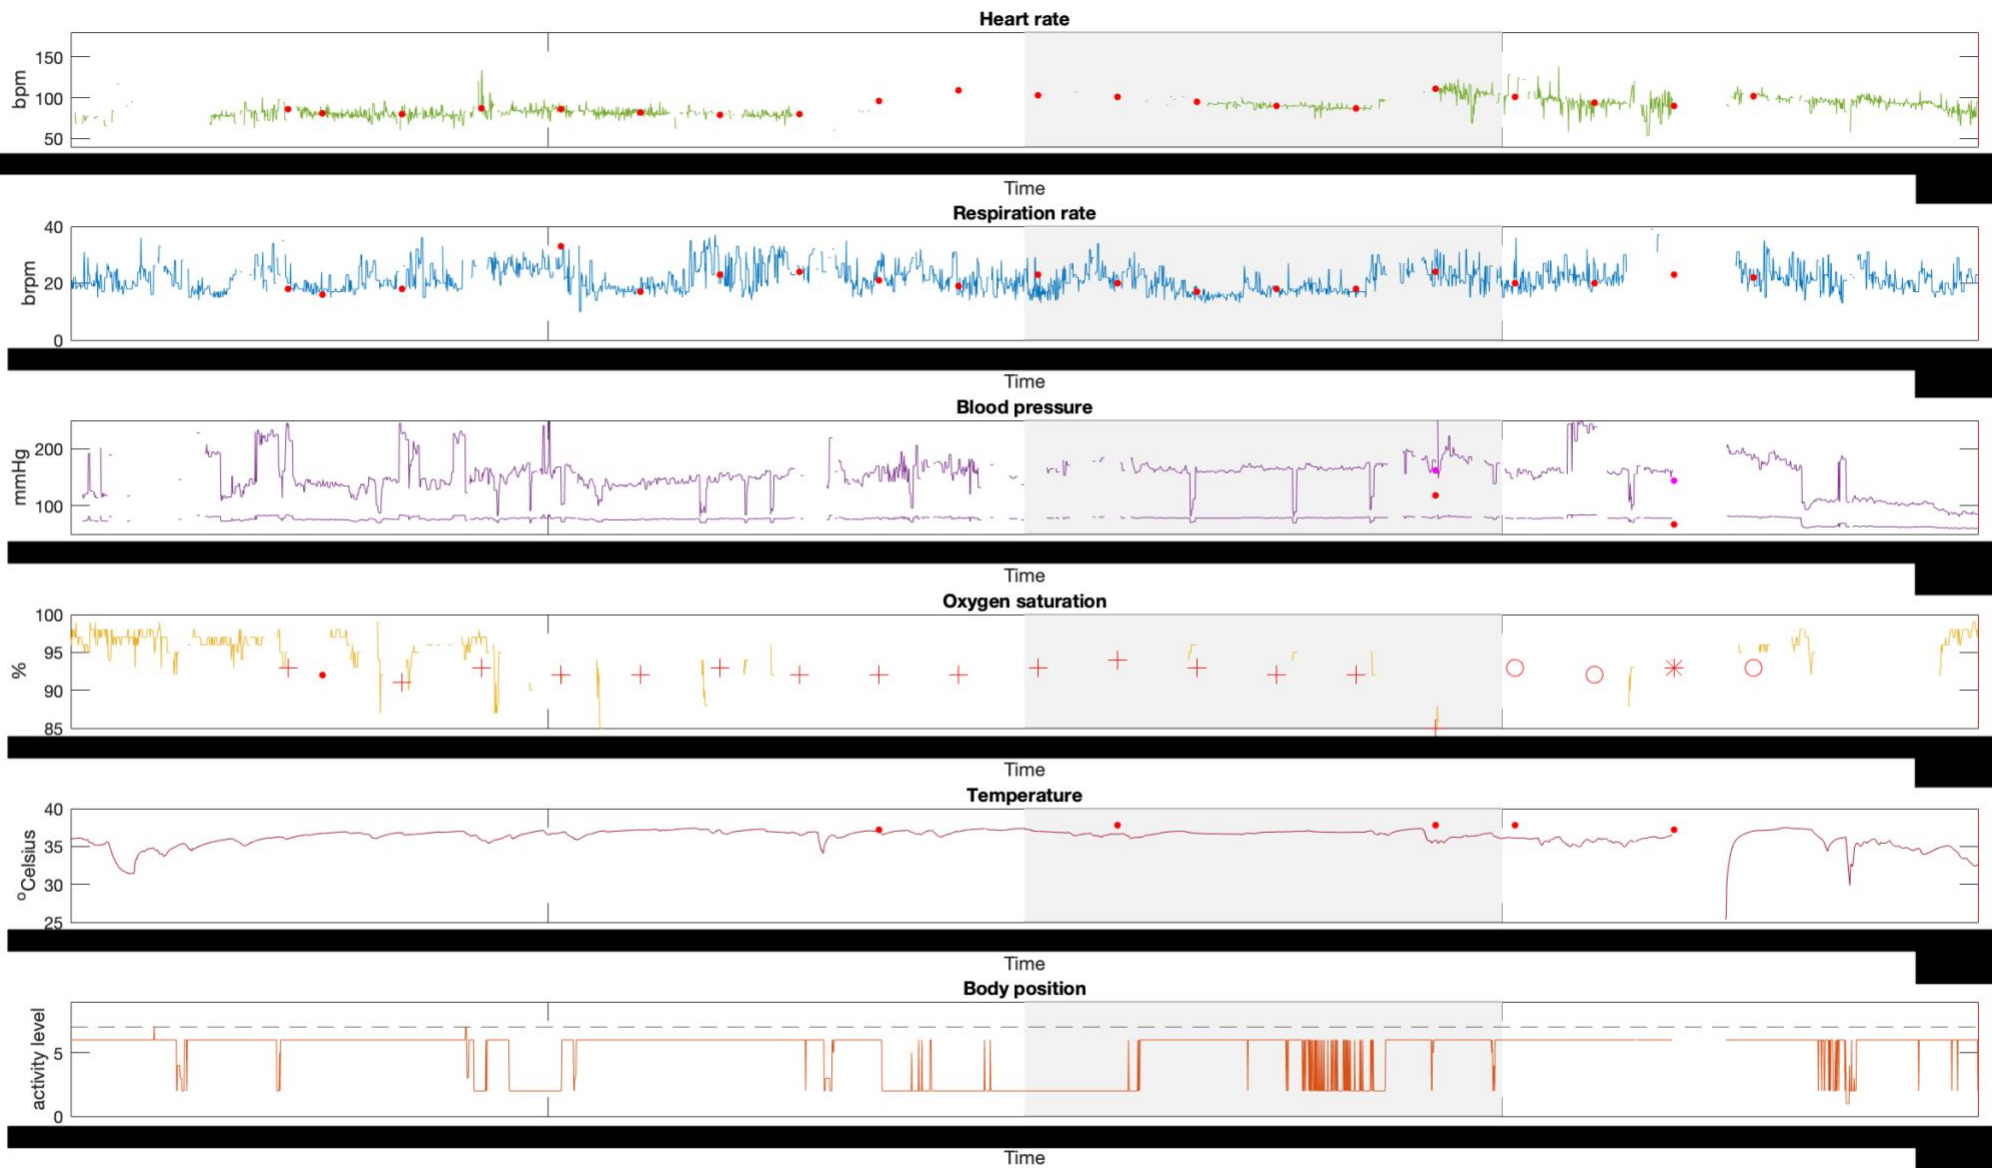 Heart rate
150
100
50
bpm
Time
Respiration rate
40
20
0
brpm
Time
Blood pressure
200
100
mmHg
Time
Oxygen saturation
100
95
90
85
%
Time
Temperature
40
35
30
25
oCelsius
Time
Body position
5
0
activity level
Time